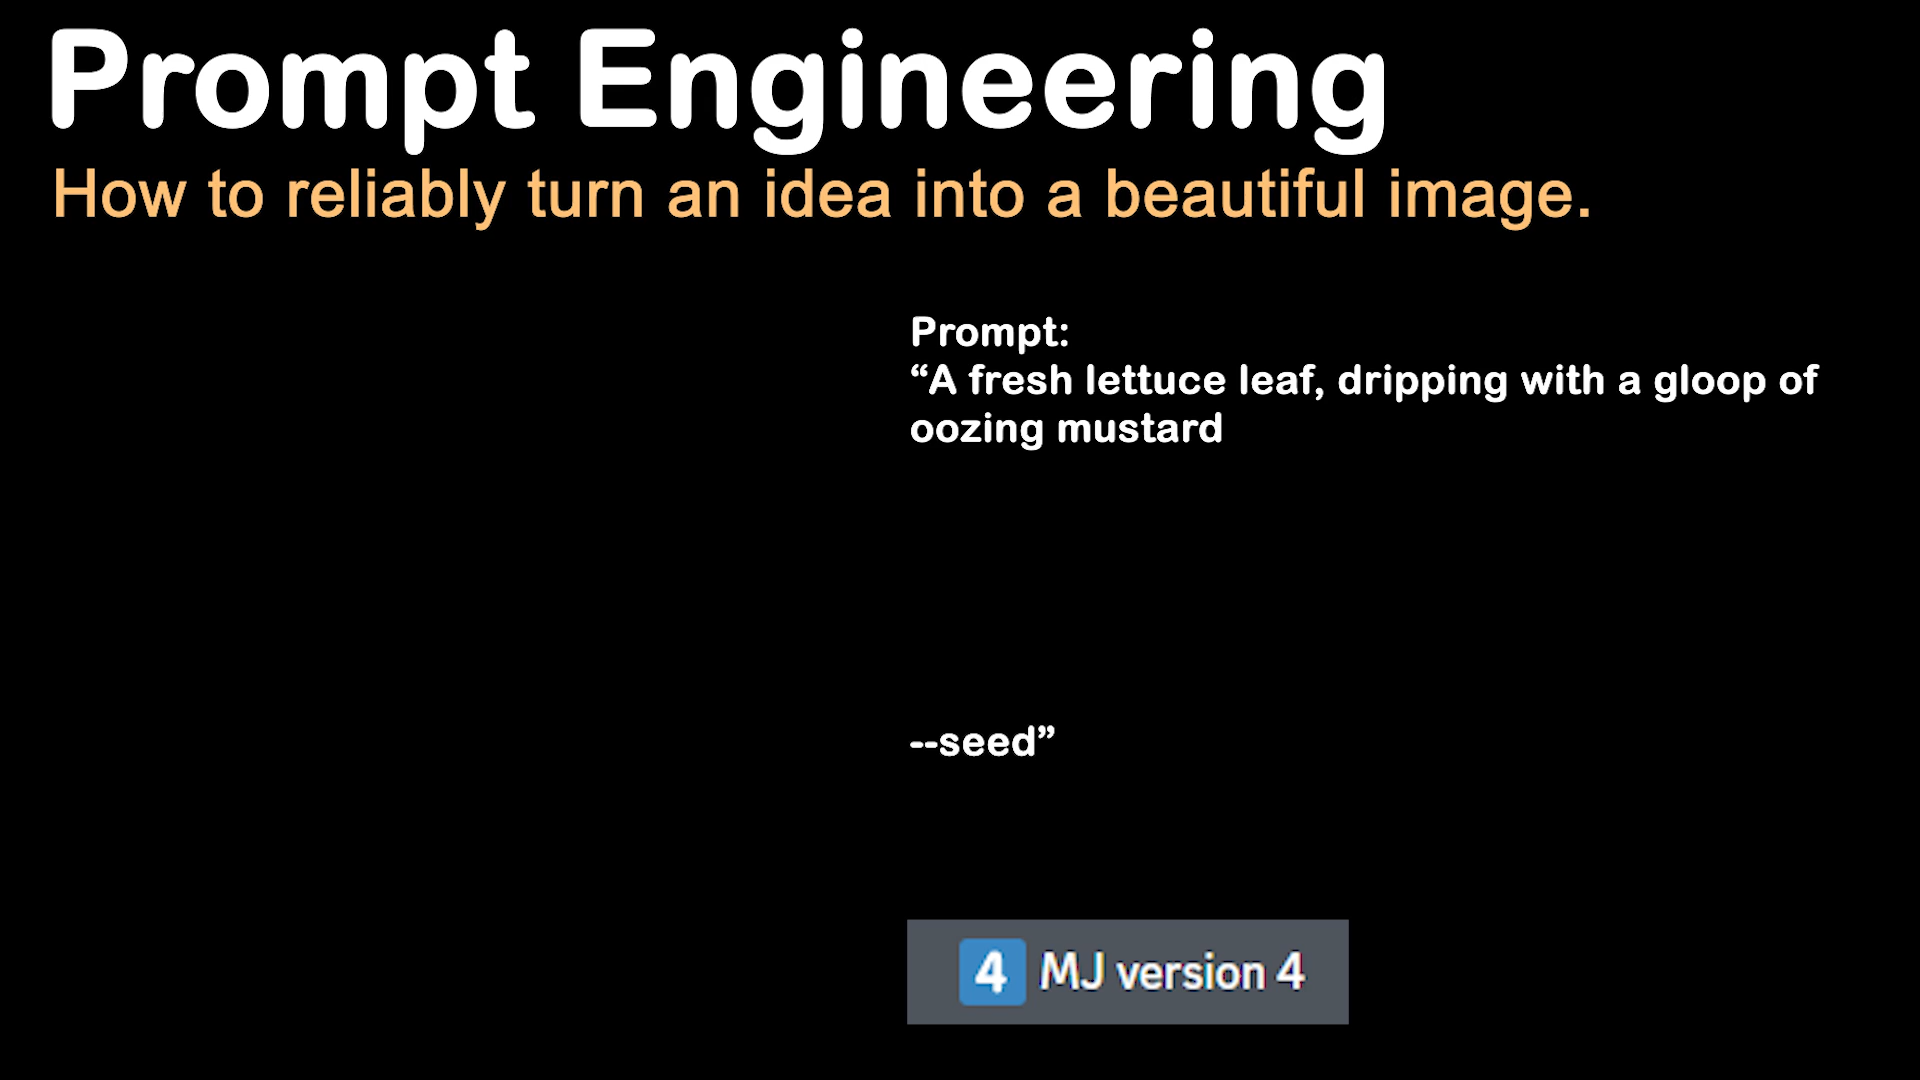 Prompt Engineering
How to reliably turn an idea into a beautiful image.
Prompt:
“A fresh lettuce leaf, dripping with a gloop of
oozing mustard
--seed”
4 MJ version 4